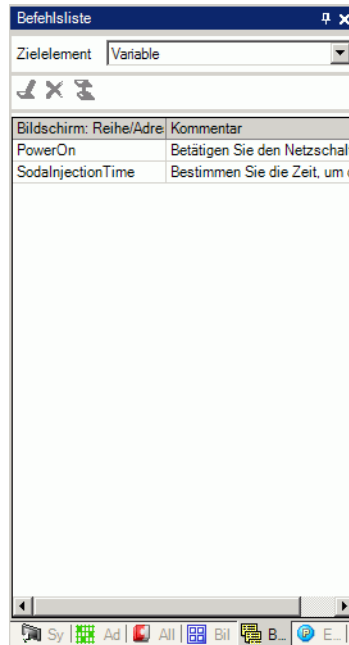 Befehlsliste
Zielelement Variable
Bildschirm: Reihe/Adre Kommentar
PowerOn Betätigen Sie den Netzschal
SodaInjectionTime Bestimmen Sie die Zeit, um
Sy Ad All Bil B... E...